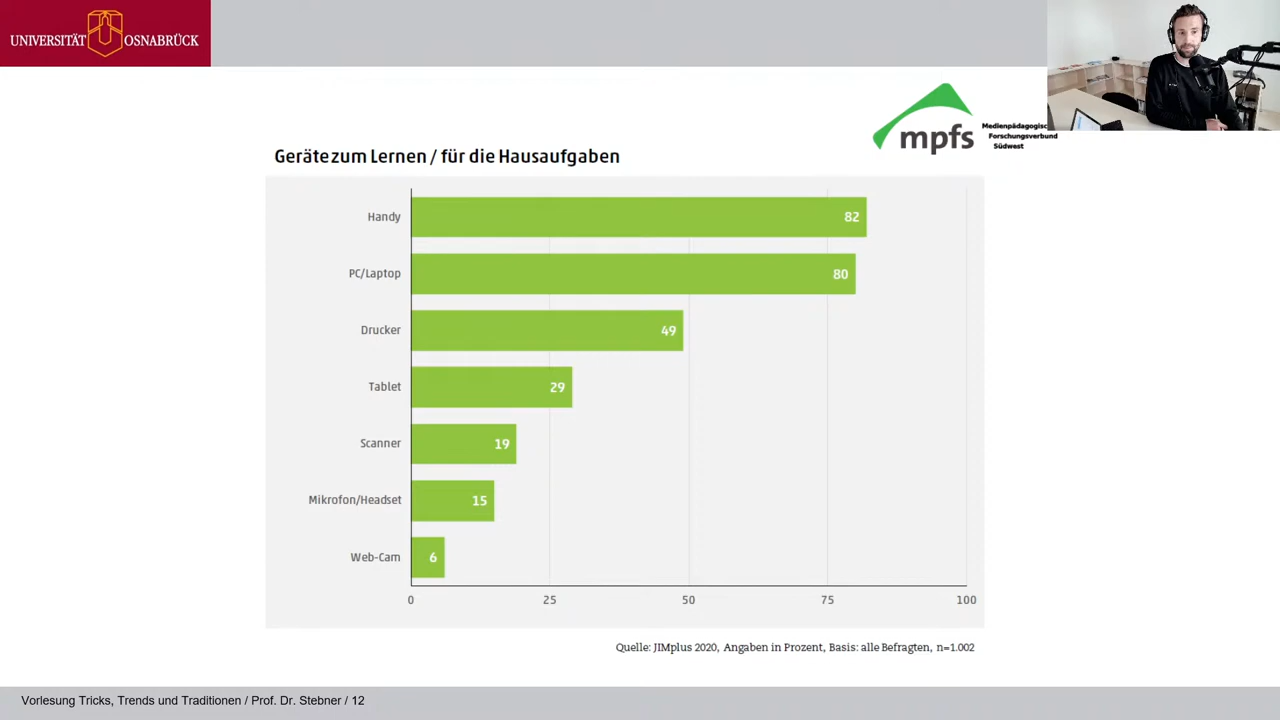 UNIVERSITÄT OSNABRÜCK
mpfs
Medienpädagogisc
Forschungsverbund
Südwest
Geräte zum Lernen / für die Hausaufgaben
Handy 82
PC/Laptop 80
Drucker 49
Tablet 29
Scanner 19
Mikrofon/Headset 15
Web-Cam 6
0 25 50 75 100
Quelle: JIMplus 2020, Angaben in Prozent, Basis: alle Befragten, n=1.002
Vorlesung Tricks, Trends und Traditionen / Prof. Dr. Stebner / 12